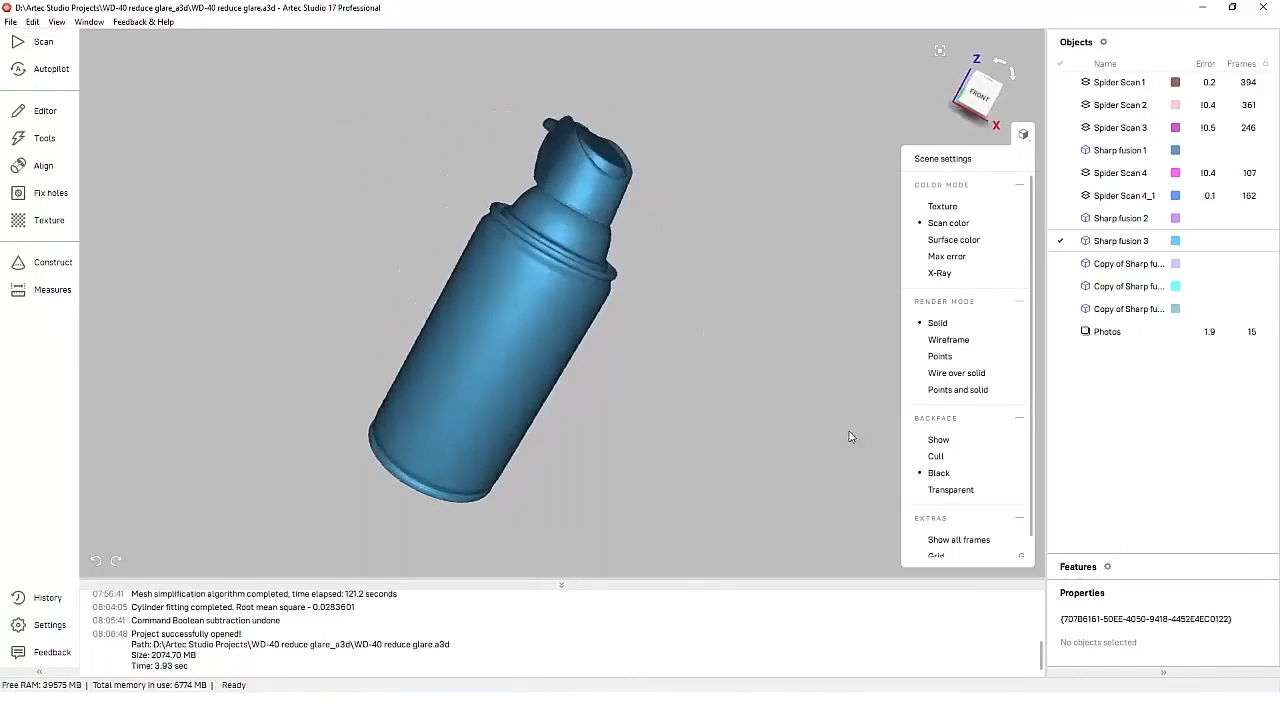 D:\Artec Studio Projects\WD-40 reduce glare_a3d\WD-40 reduce glare.a3d - Artec Studio 17 Professional
File Edit View Window Feedback & Help
Scan
Autopilot
Editor
Tools
Align
Fix holes
Texture
Construct
Measures
History
Settings
Feedback
Z
FRONT
X
Scene settings
COLOR MODE
Texture
Scan color
Surface color
Max error
X-Ray
RENDER MODE
Solid
Wireframe
Points
Wire over solid
Points and solid
BACKFACE
Show
Cull
Black
Transparent
EXTRAS
Show all frames
Grid G
Objects
Name Error Frames
Spider Scan 1 0.2 394
Spider Scan 2 !0.4 361
Spider Scan 3 !0.5 246
Sharp fusion 1
Spider Scan 4 !0.4 107
Spider Scan 4_1 0.1 162
Sharp fusion 2
Sharp fusion 3
Copy of Sharp fu...
Copy of Sharp fu...
Copy of Sharp fu...
Photos 1.9 15
Features
Properties
{707B6161-50EE-4050-9418-4452E4EC0122}
No objects selected
07:56:41 Mesh simplification algorithm completed, time elapsed: 121.2 seconds
08:04:05 Cylinder fitting completed. Root mean square - 0.0283601
08:05:41 Command Boolean subtraction undone
08:06:48 Project successfully opened!
Path: D:\Artec Studio Projects\WD-40 reduce glare_a3d\WD-40 reduce glare.a3d
Size: 2074.70 MB
Time: 3.93 sec
Free RAM: 39575 MB | Total memory in use: 6774 MB | Ready